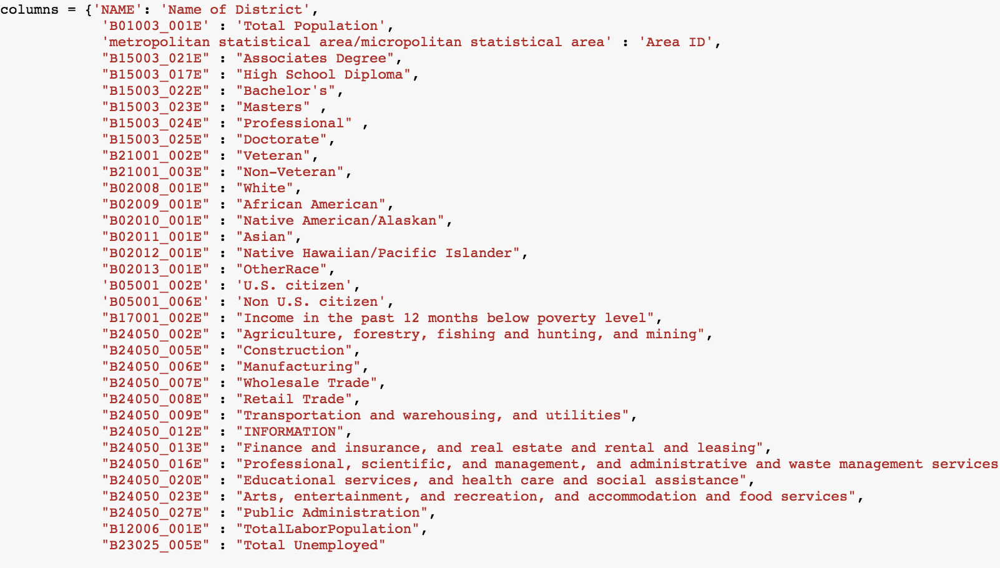 columns = {'NAME': 'Name of District',
'B01003_001E' : 'Total Population',
'metropolitan statistical area/micropolitan statistical area' : 'Area ID',
"B15003_021E" : "Associates Degree",
"B15003_017E" : "High School Diploma",
"B15003_022E" : "Bachelor's",
"B15003_023E" : "Masters" ,
"B15003_024E" : "Professional" ,
"B15003_025E" : "Doctorate",
"B21001_002E" : "Veteran",
"B21001_003E" : "Non-Veteran",
"B02008_001E" : "White",
"B02009_001E" : "African American",
"B02010_001E" : "Native American/Alaskan",
"B02011_001E" : "Asian",
"B02012_001E" : "Native Hawaiian/Pacific Islander",
"B02013_001E" : "OtherRace",
'B05001_002E' : 'U.S. citizen',
'B05001_006E' : 'Non U.S. citizen',
"B17001_002E" : "Income in the past 12 months below poverty level",
"B24050_002E" : "Agriculture, forestry, fishing and hunting, and mining",
"B24050_005E" : "Construction",
"B24050_006E" : "Manufacturing",
"B24050_007E" : "Wholesale Trade",
"B24050_008E" : "Retail Trade",
"B24050_009E" : "Transportation and warehousing, and utilities",
"B24050_012E" : "INFORMATION",
"B24050_013E" : "Finance and insurance, and real estate and rental and leasing",
"B24050_016E" : "Professional, scientific, and management, and administrative and waste management services
"B24050_020E" : "Educational services, and health care and social assistance",
"B24050_023E" : "Arts, entertainment, and recreation, and accommodation and food services",
"B24050_027E" : "Public Administration",
"B12006_001E" : "TotalLaborPopulation",
"B23025_005E" : "Total Unemployed"